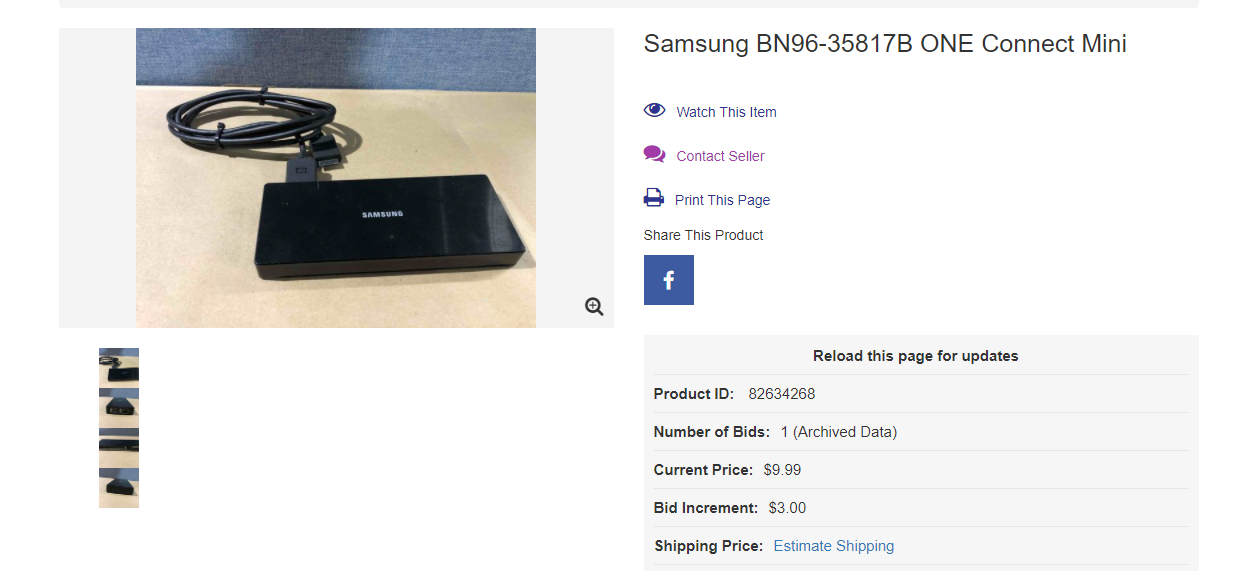 Samsung BN96-35817B ONE Connect Mini
Watch This Item
Contact Seller
Print This Page
Share This Product
f
SAMSUNG
Reload this page for updates
Product ID: 82634268
Number of Bids: 1 (Archived Data)
Current Price: $9.99
Bid Increment: $3.00
Shipping Price: Estimate Shipping